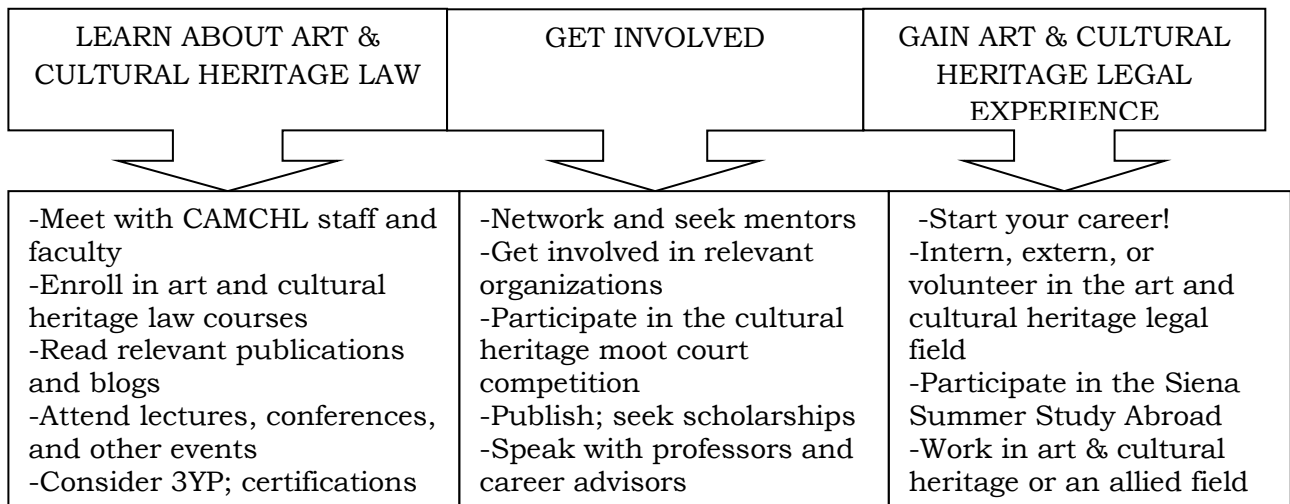 LEARN ABOUT ART &
CULTURAL HERITAGE LAW
GET INVOLVED
GAIN ART & CULTURAL
HERITAGE LEGAL
EXPERIENCE
-Meet with CAMCHL staff and
faculty
-Enroll in art and cultural
heritage law courses
-Read relevant publications
and blogs
-Attend lectures, conferences,
and other events
-Consider 3YP; certifications
-Network and seek mentors
-Get involved in relevant
organizations
-Participate in the cultural
heritage moot court
competition
-Publish; seek scholarships
-Speak with professors and
career advisors
-Start your career!
-Intern, extern, or
volunteer in the art and
cultural heritage legal
field
-Participate in the Siena
Summer Study Abroad
-Work in art & cultural
heritage or an allied field